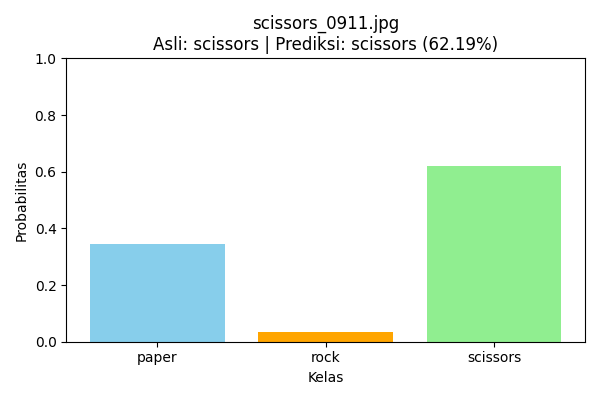 scissors_0911.jpg
Asli: scissors | Prediksi: scissors (62.19%)
1.0
0.8
0.6
0.4
0.2
0.0
Probabilitas
paper rock scissors
Kelas